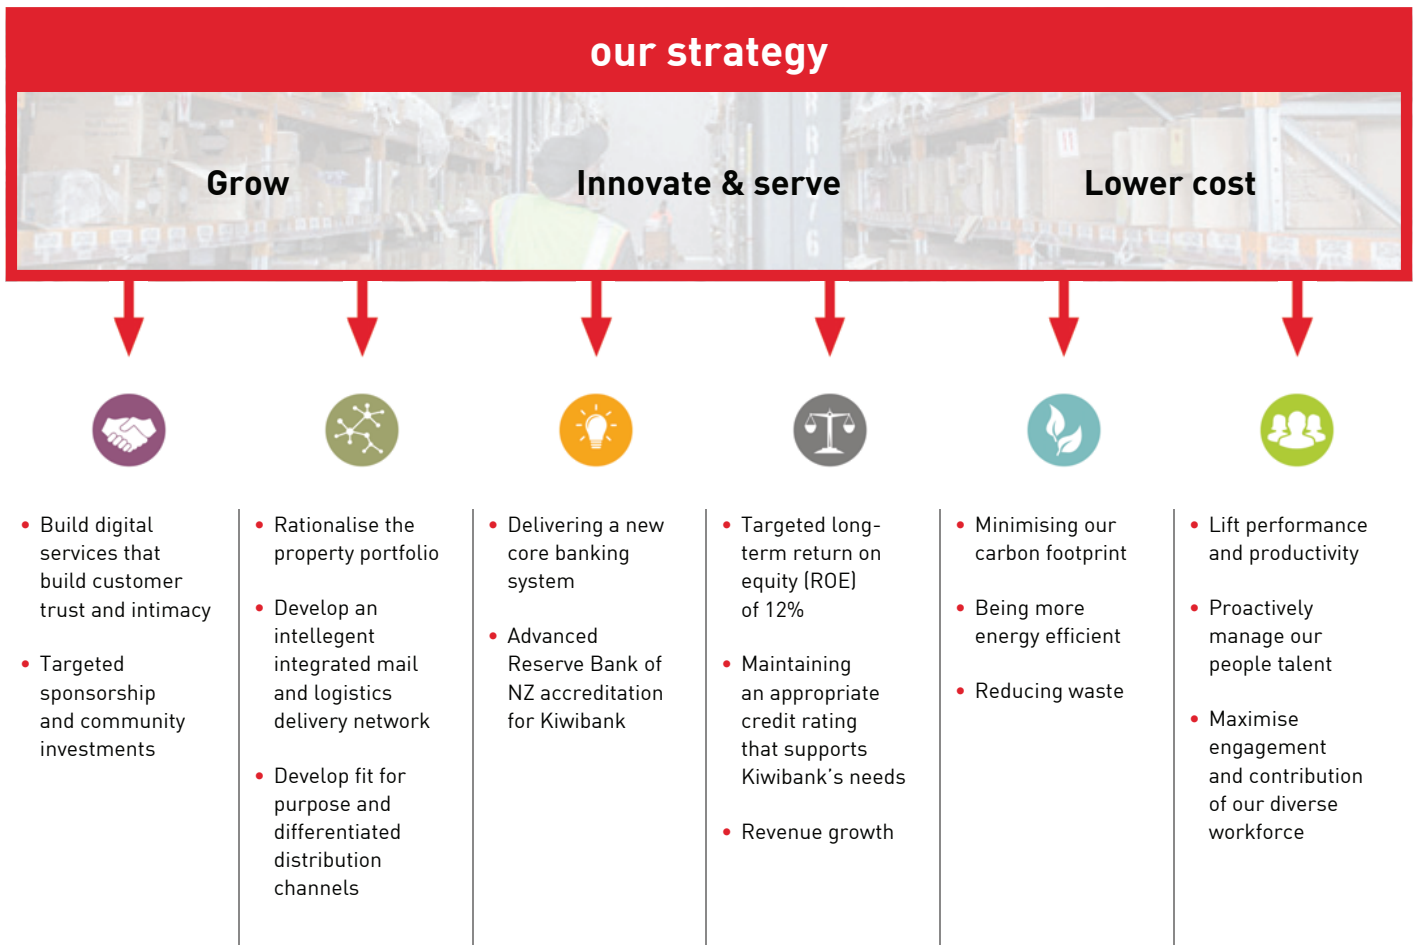 our strategy
Grow
Innovate & serve
Lower cost
• Build digital
services that
build customer
trust and intimacy
• Targeted
sponsorship
and community
investments
• Rationalise the
property portfolio
• Develop an
intellegent
integrated mail
and logistics
delivery network
• Develop fit for
purpose and
differentiated
distribution
channels
• Delivering a new
core banking
system
• Advanced
Reserve Bank of
NZ accreditation
for Kiwibank
• Targeted long-
term return on
equity (ROE)
of 12%
• Maintaining
an appropriate
credit rating
that supports
Kiwibank's needs
• Revenue growth
• Minimising our
carbon footprint
• Being more
energy efficient
• Reducing waste
• Lift performance
and productivity
• Proactively
manage our
people talent
• Maximise
engagement
and contribution
of our diverse
workforce